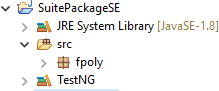 SuitePackageSE
JRE System Library [JavaSE-1.8]
src
fpoly
TestNG